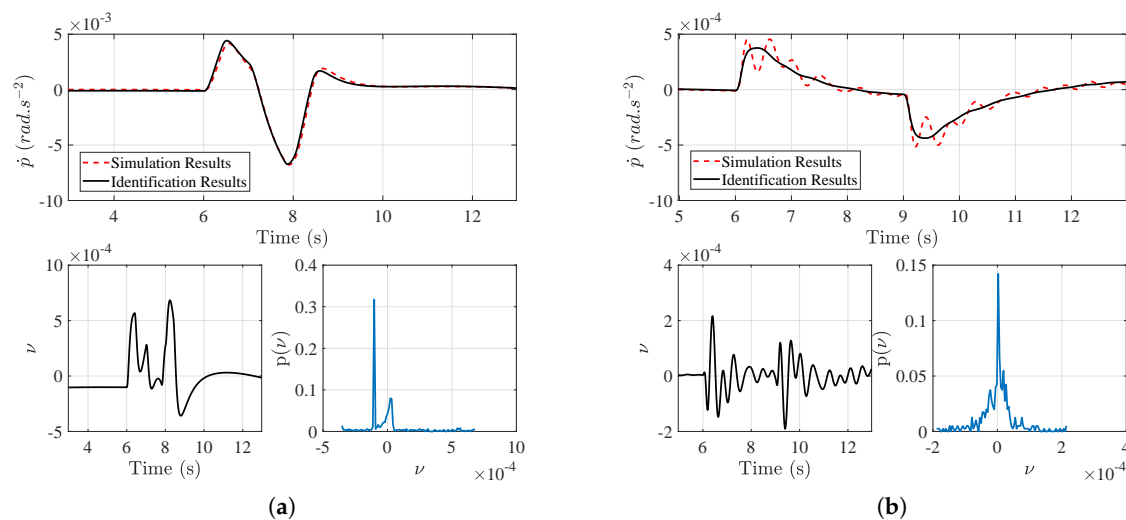 ×10⁻³
5
0
-5
-10
ṗ (rad.s⁻²)
Simulation Results
Identification Results
4 6 8 10 12
Time (s)
×10⁻⁴
10
5
0
-5
ν
4 6 8 10 12
Time (s)
0.4
0.3
0.2
0.1
0
p(ν)
-5 0 5 10
ν
×10⁻⁴
(a)
×10⁻⁴
5
0
-5
-10
ṗ (rad.s⁻²)
Simulation Results
Identification Results
5 6 7 8 9 10 11 12
Time (s)
×10⁻⁴
4
2
0
-2
ν
6 8 10 12
Time (s)
0.15
0.1
0.05
0
p(ν)
-2 0 2 4
ν
×10⁻⁴
(b)